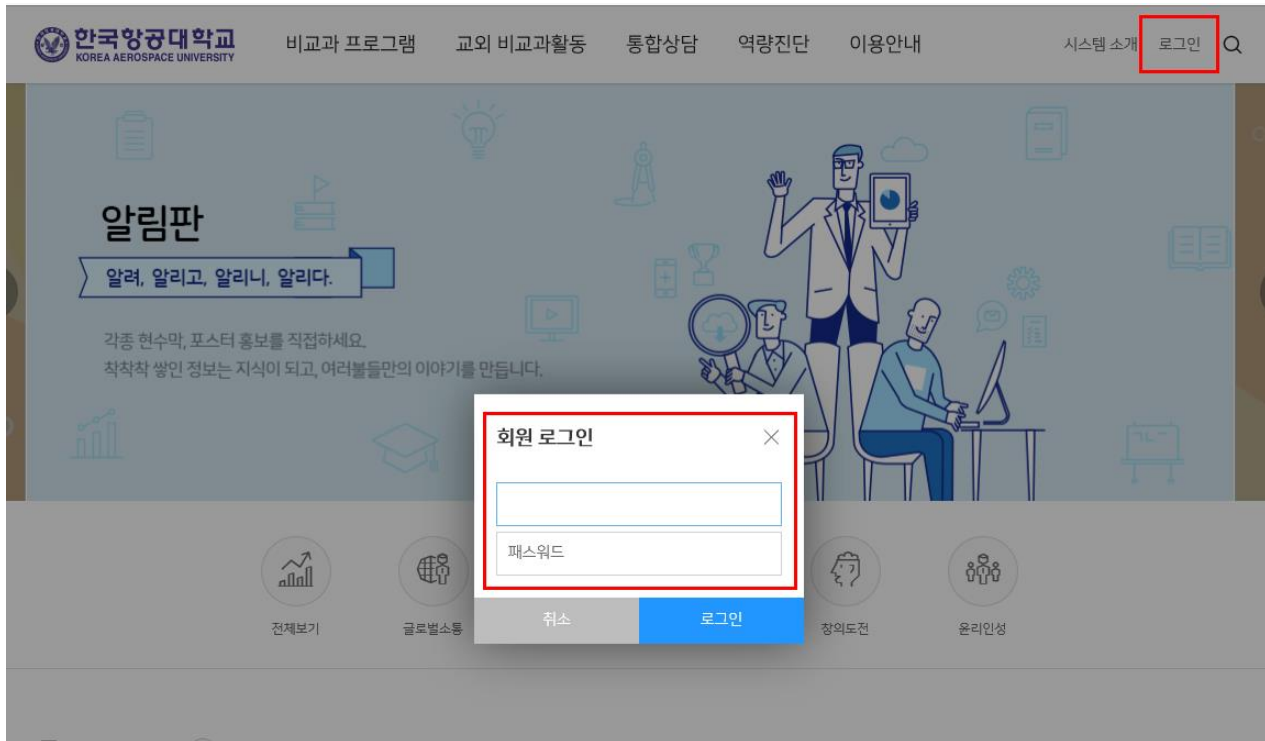 한국항공대학교
KOREA AEROSPACE UNIVERSITY
비교과 프로그램 교외 비교과활동 통합상담 역량진단 이용안내
시스템 소개 로그인
알림판
알려, 알리고, 알리니, 알리다.
각종 현수막, 포스터 홍보를 직접하세요.
착착착 쌓인 정보는 지식이 되고, 여러불들만의 이야기를 만듭니다.
회원 로그인
패스워드
취소 로그인
전체보기 글로벌소통 창의도전 윤리인성